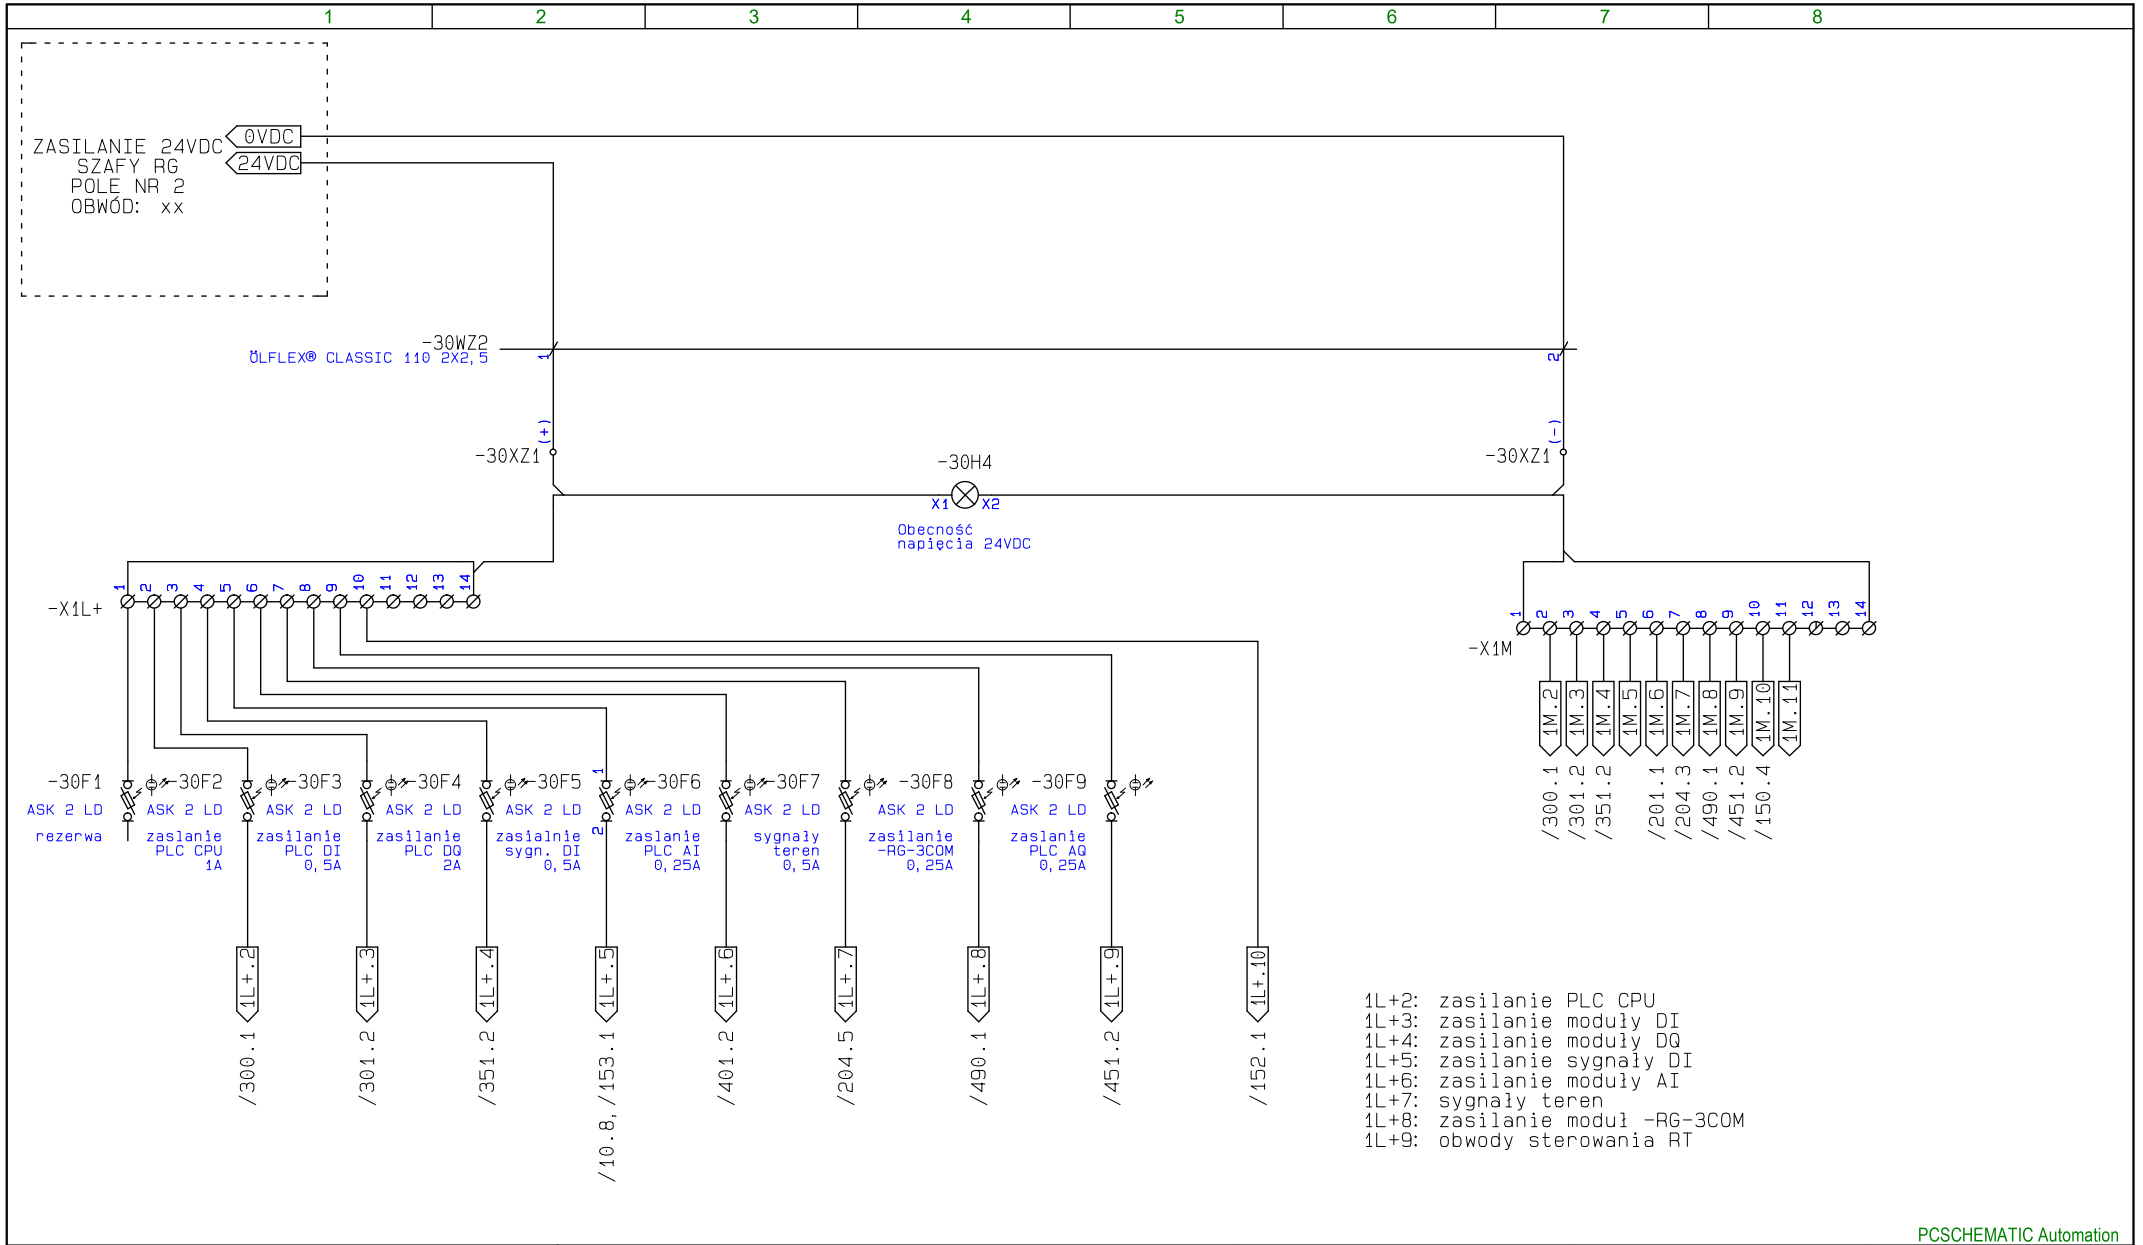 1 2 3 4 5 6 7 8
ZASILANIE 24VDC
SZAFY RG
POLE NR 2
OBWÓD: xx
0VDC
24VDC
-30WZ2
ÖLFLEX® CLASSIC 110 2X2,5
1
2
(+)
-30XZ1
(-)
-30XZ1
-30H4
X1 X2
Obecność
napięcia 24VDC
-X1L+
1 2 3 4 5 6 7 8 9 10 11 12 13 14
-X1M
1 2 3 4 5 6 7 8 9 10 11 12 13 14
1M.2
1M.3
1M.4
1M.5
1M.6
1M.7
1M.8
1M.9
1M.10
1M.11
/300.1
/301.2
/351.2
/201.1
/204.3
/490.1
/451.2
/150.4
-30F1
ASK 2 LD
rezerwa
-30F2
ASK 2 LD
zaslanie
PLC CPU
1A
-30F3
ASK 2 LD
zasilanie
PLC DI
0,5A
-30F4
ASK 2 LD
zasilanie
PLC DQ
2A
-30F5
ASK 2 LD
zasialnie
sygn. DI
0,5A
1
2
-30F6
ASK 2 LD
zaslanie
PLC AI
0,25A
-30F7
ASK 2 LD
sygnały
teren
0,5A
-30F8
ASK 2 LD
zasilanie
-RG-3COM
0,25A
-30F9
ASK 2 LD
zaslanie
PLC AQ
0,25A
1L+.2
1L+.3
1L+.4
1L+.5
1L+.6
1L+.7
1L+.8
1L+.9
1L+.10
/300.1
/301.2
/351.2
/10.8, /153.1
/401.2
/204.5
/490.1
/451.2
/152.1
1L+2: zasilanie PLC CPU
1L+3: zasilanie moduły DI
1L+4: zasilanie moduły DQ
1L+5: zasilanie sygnały DI
1L+6: zasilanie moduły AI
1L+7: sygnały teren
1L+8: zasilanie moduł -RG-3COM
1L+9: obwody sterowania RT
PCSCHEMATIC Automation